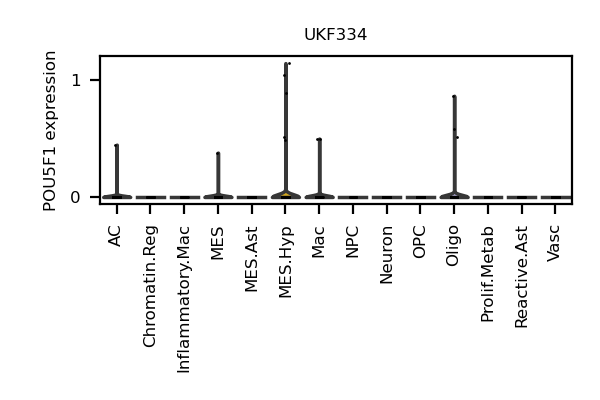 UKF334
POU5F1 expression
1
0
AC
Chromatin.Reg
Inflammatory.Mac
MES
MES.Ast
MES.Hyp
Mac
NPC
Neuron
OPC
Oligo
Prolif.Metab
Reactive.Ast
Vasc